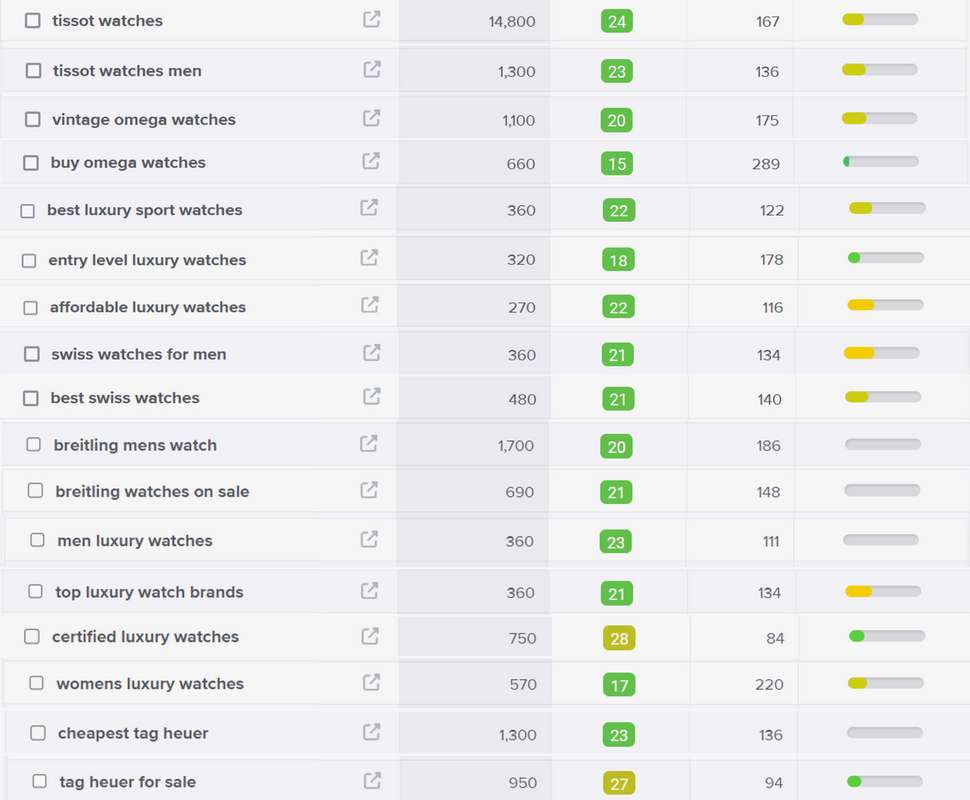 tissot watches 14,800 24 167
tissot watches men 1,300 23 136
vintage omega watches 1,100 20 175
buy omega watches 660 15 289
best luxury sport watches 360 22 122
entry level luxury watches 320 18 178
affordable luxury watches 270 22 116
swiss watches for men 360 21 134
best swiss watches 480 21 140
breitling mens watch 1,700 20 186
breitling watches on sale 690 21 148
men luxury watches 360 23 111
top luxury watch brands 360 21 134
certified luxury watches 750 28 84
womens luxury watches 570 17 220
cheapest tag heuer 1,300 23 136
tag heuer for sale 950 27 94